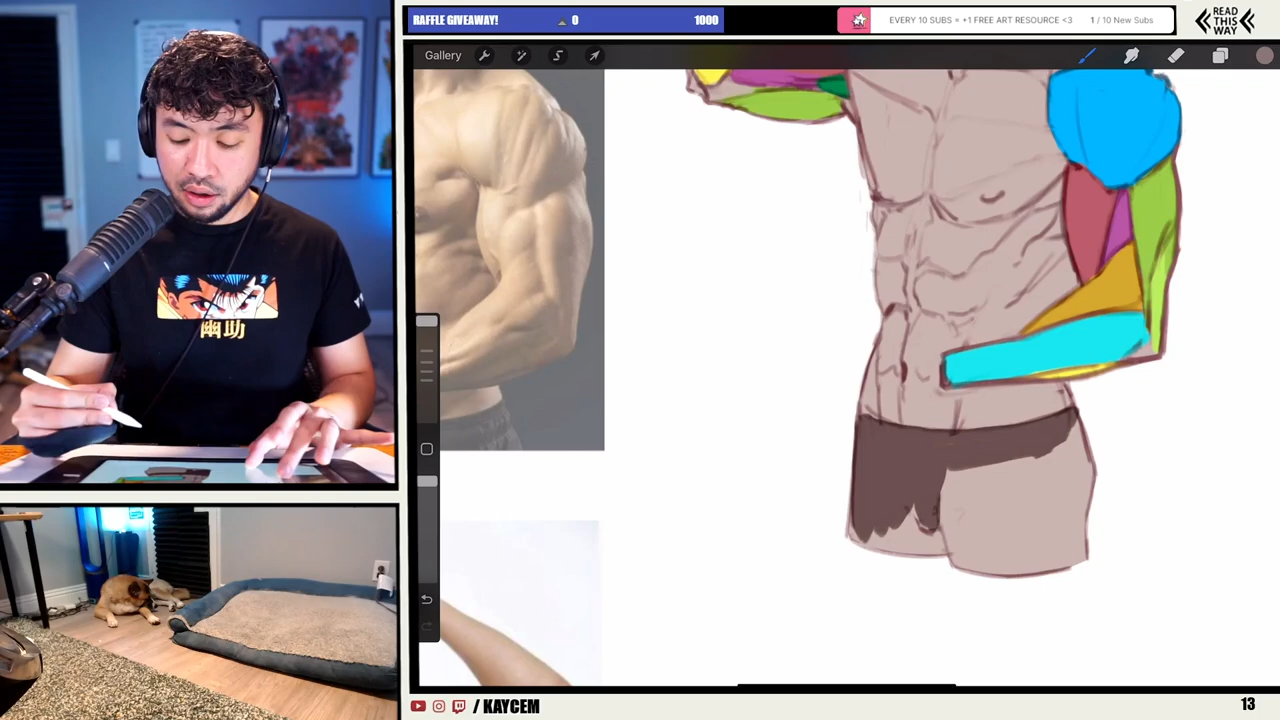 RAFFLE GIVEAWAY! 0 1000
EVERY 10 SUBS = +1 FREE ART RESOURCE <3 1 / 10 New Subs
READ
THIS
WAY
Gallery
幽助
/ KAYCEM
13